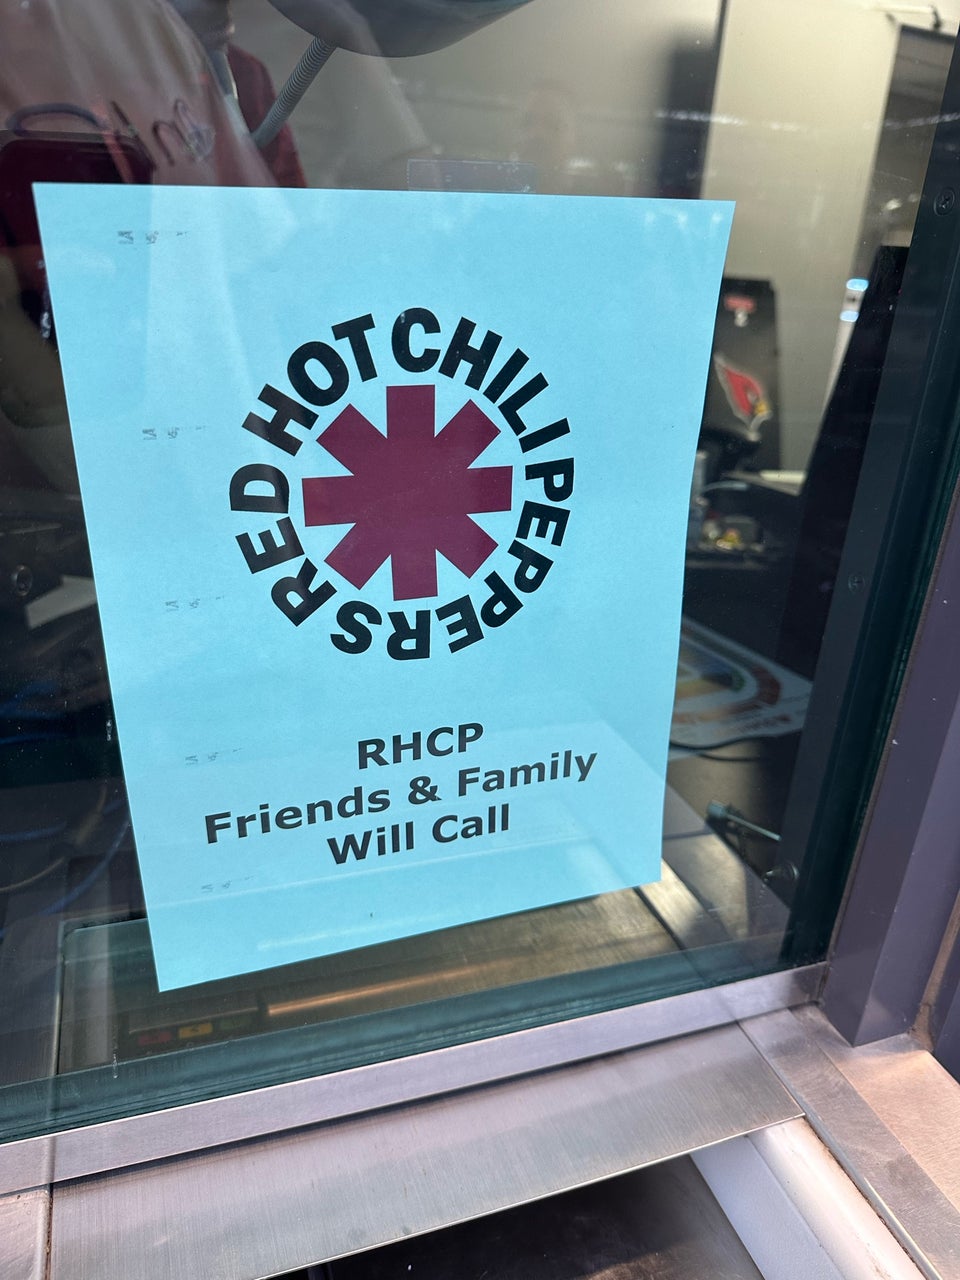 RED HOT CHILI PEPPERS
RHCP
Friends & Family
Will Call